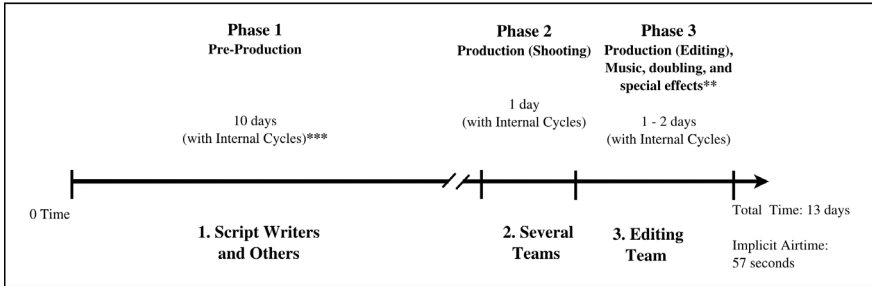 Phase 1
Pre-Production
10 days
(with Internal Cycles)***
Phase 2
Production (Shooting)
1 day
(with Internal Cycles)
Phase 3
Production (Editing),
Music, doubling, and
special effects**
1 - 2 days
(with Internal Cycles)
0 Time
1. Script Writers
and Others
2. Several
Teams
3. Editing
Team
Total Time: 13 days
Implicit Airtime:
57 seconds